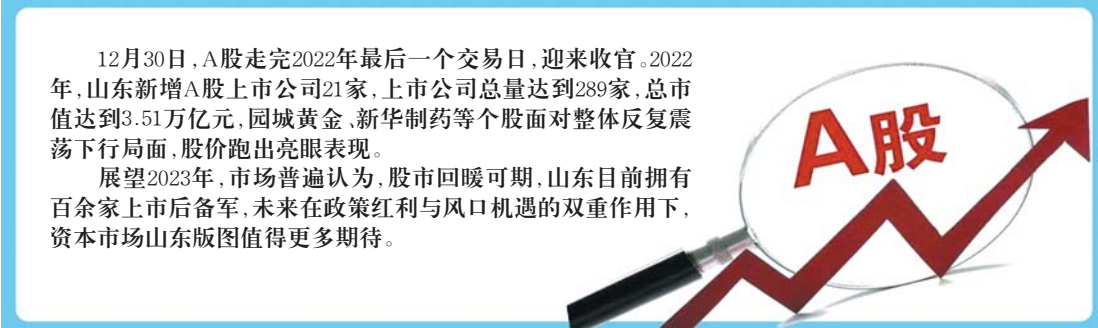 12月30日,A股走完2022年最后一个交易日,迎来收官。2022
年,山东新增A股上市公司21家,上市公司总量达到289家,总市
值达到3.51万亿元,园城黄金、新华制药等个股面对整体反复震
荡下行局面,股价跑出亮眼表现。
展望2023年,市场普遍认为,股市回暖可期,山东目前拥有
百余家上市后备军,未来在政策红利与风口机遇的双重作用下,
资本市场山东版图值得更多期待。
A股